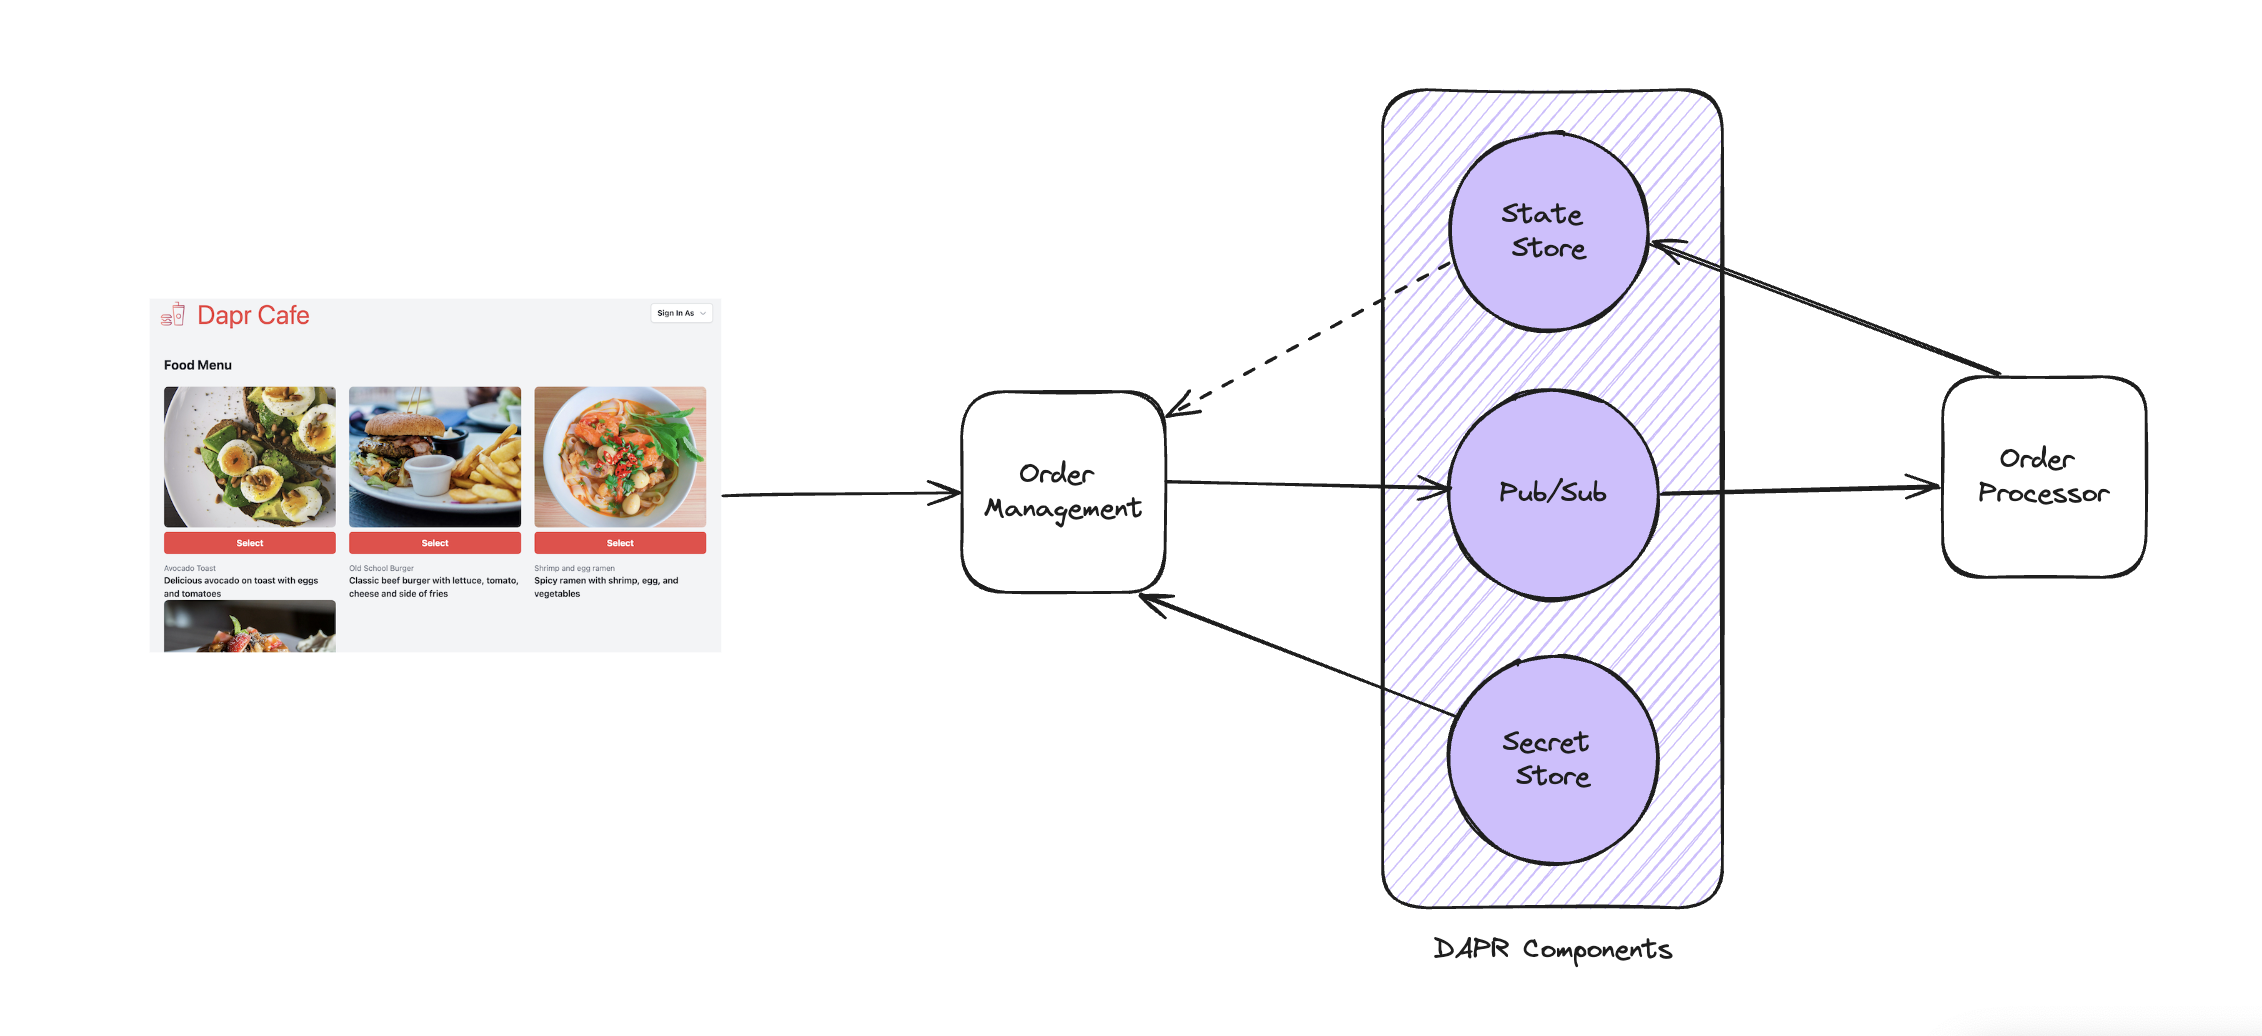 Dapr Cafe
Sign In As
Food Menu
Select
Select
Select
Avocado Toast
Delicious avocado on toast with eggs
and tomatoes
Old School Burger
Classic beef burger with lettuce, tomato,
cheese and side of fries
Shrimp and egg ramen
Spicy ramen with shrimp, egg, and
vegetables
Order
Management
State
Store
Pub/Sub
Secret
Store
DAPR Components
Order
Processor